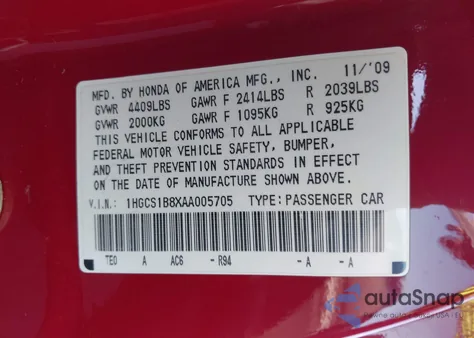 MFD. BY HONDA OF AMERICA MFG., INC. 11/'09
GVWR 4409LBS GAWR F 2414LBS R 2039LBS
GVWR 2000KG GAWR F 1095KG R 925KG
THIS VEHICLE CONFORMS TO ALL APPLICABLE
FEDERAL MOTOR VEHICLE SAFETY, BUMPER,
AND THEFT PREVENTION STANDARDS IN EFFECT
ON THE DATE OF MANUFACTURE SHOWN ABOVE.
V.I.N.: 1HGCS1B8XAA005705 TYPE: PASSENGER CAR
TE0 A AC6 -R94 -A -A
autaSnap